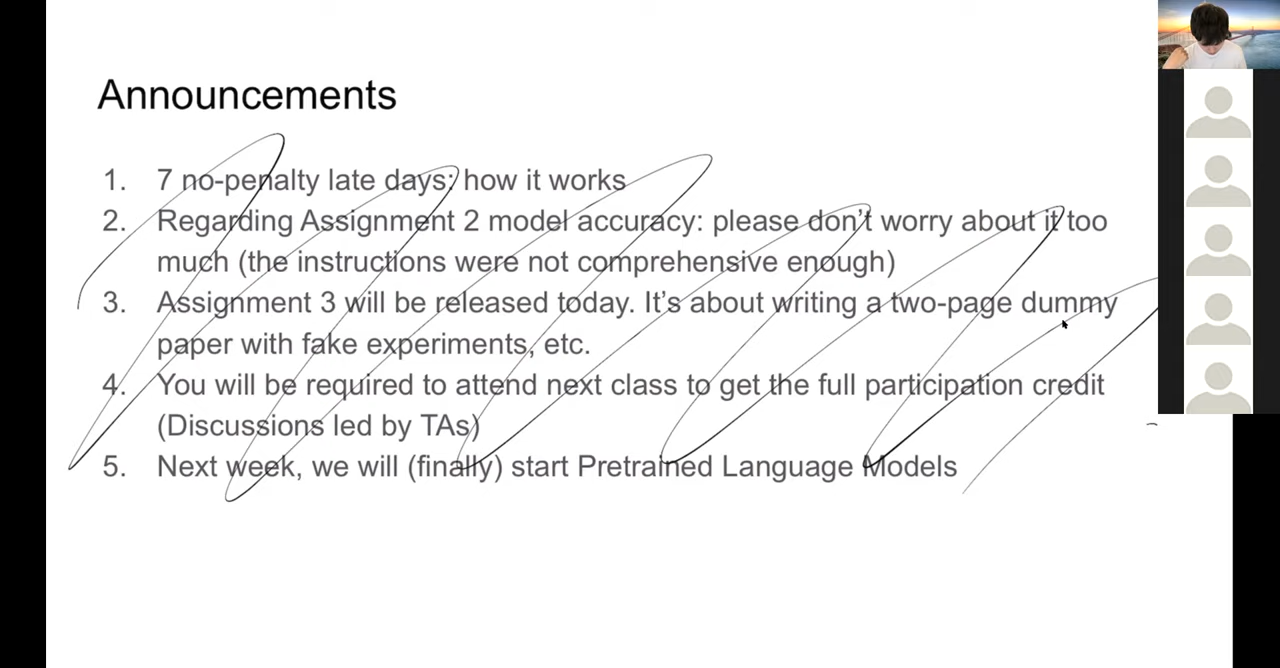 Announcements
1. 7 no-penalty late days; how it works
2. Regarding Assignment 2 model accuracy: please don't worry about it too
much (the instructions were not comprehensive enough)
3. Assignment 3 will be released today. It's about writing a two-page dummy
paper with fake experiments, etc.
4. You will be required to attend next class to get the full participation credit
(Discussions led by TAs)
5. Next week, we will (finally) start Pretrained Language Models